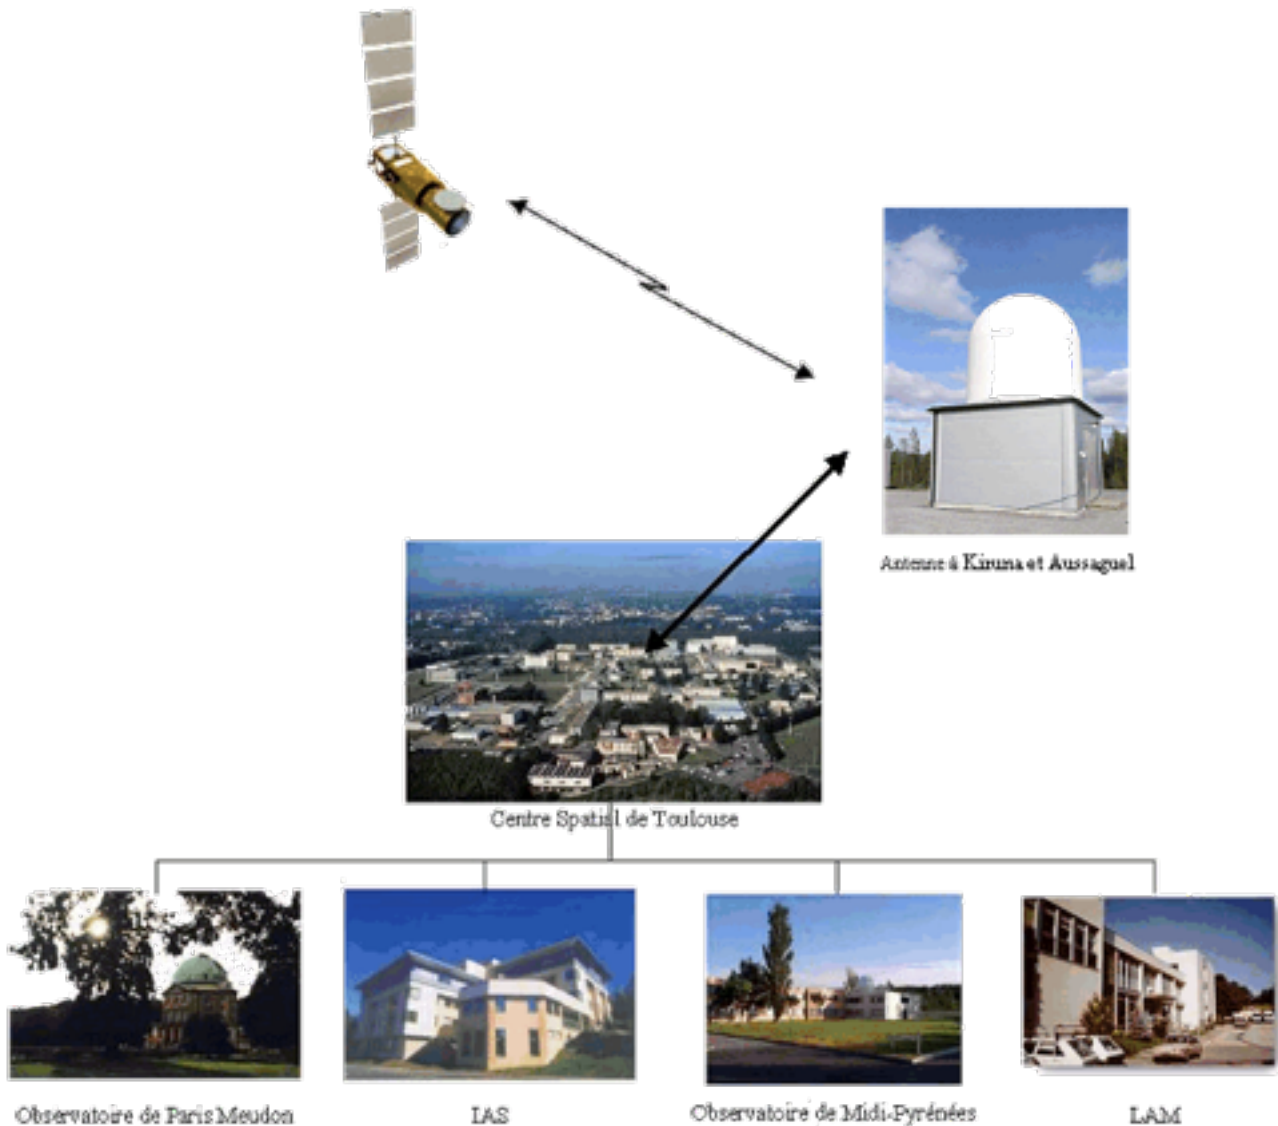 Antenne à Kiruna et Aussaguel
Centre Spatial de Toulouse
Observatoire de Paris Meudon
IAS
Observatoire de Midi-Pyrénées
LAM